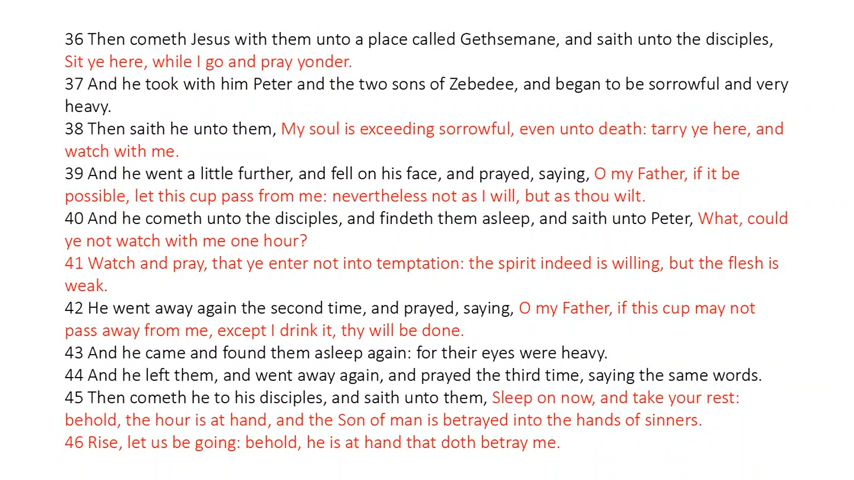 36 Then cometh Jesus with them unto a place called Gethsemane, and saith unto the disciples,
Sit ye here, while I go and pray yonder.
37 And he took with him Peter and the two sons of Zebedee, and began to be sorrowful and very
heavy.
38 Then saith he unto them, My soul is exceeding sorrowful, even unto death: tarry ye here, and
watch with me.
39 And he went a little further, and fell on his face, and prayed, saying, O my Father, if it be
possible, let this cup pass from me: nevertheless not as I will, but as thou wilt.
40 And he cometh unto the disciples, and findeth them asleep, and saith unto Peter, What, could
ye not watch with me one hour?
41 Watch and pray, that ye enter not into temptation: the spirit indeed is willing, but the flesh is
weak.
42 He went away again the second time, and prayed, saying, O my Father, if this cup may not
pass away from me, except I drink it, thy will be done.
43 And he came and found them asleep again: for their eyes were heavy.
44 And he left them, and went away again, and prayed the third time, saying the same words.
45 Then cometh he to his disciples, and saith unto them, Sleep on now, and take your rest:
behold, the hour is at hand, and the Son of man is betrayed into the hands of sinners.
46 Rise, let us be going: behold, he is at hand that doth betray me.